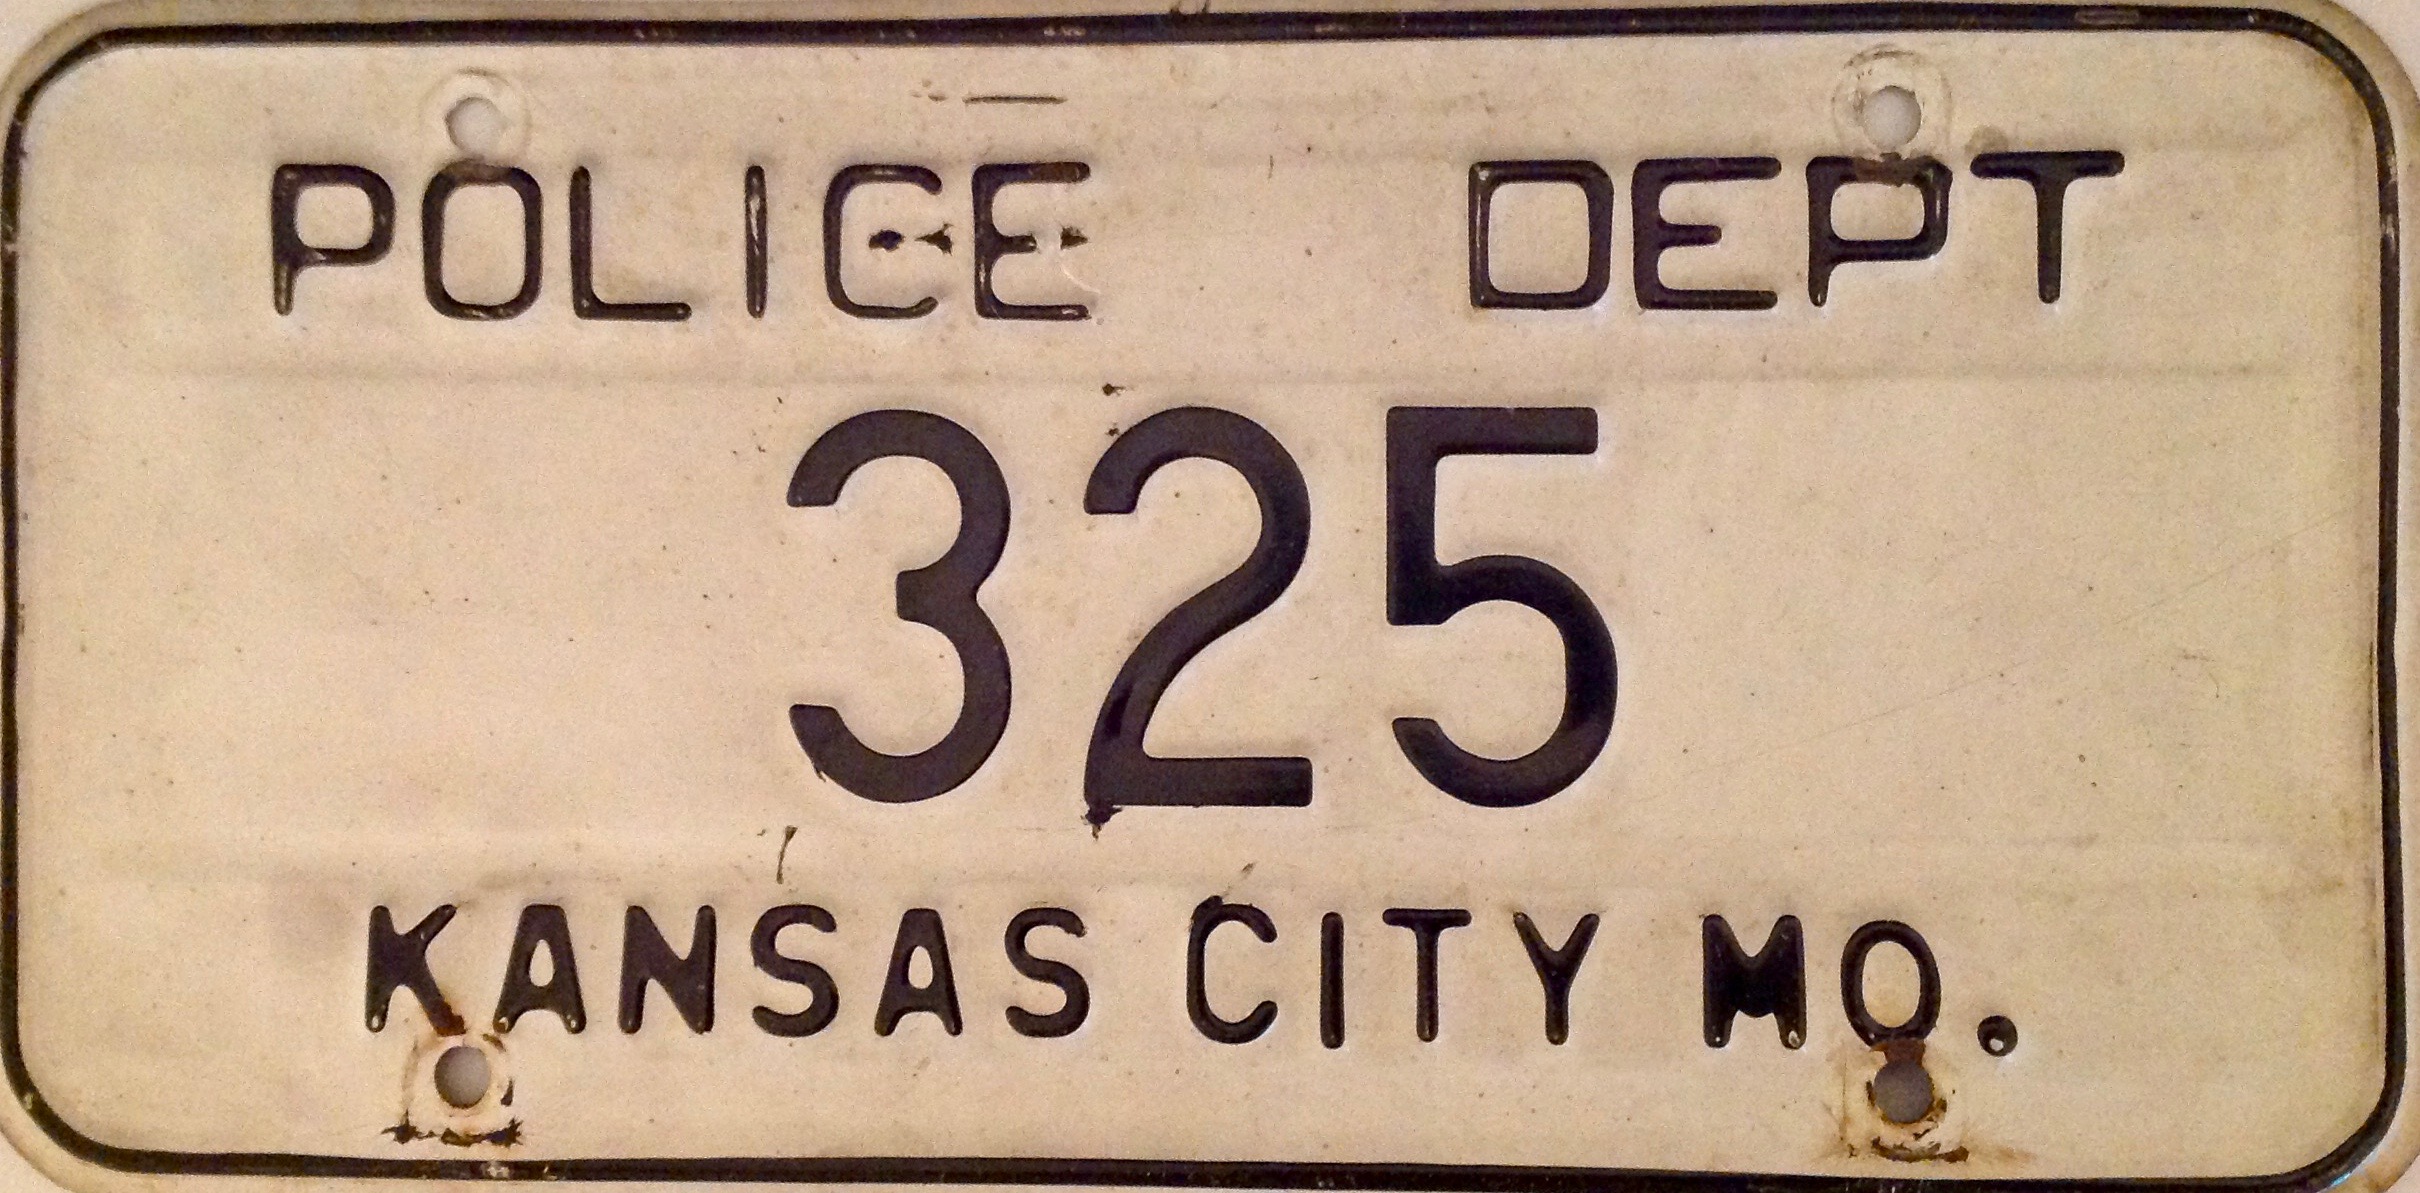 POLICE DEPT
325
KANSAS CITY MO.